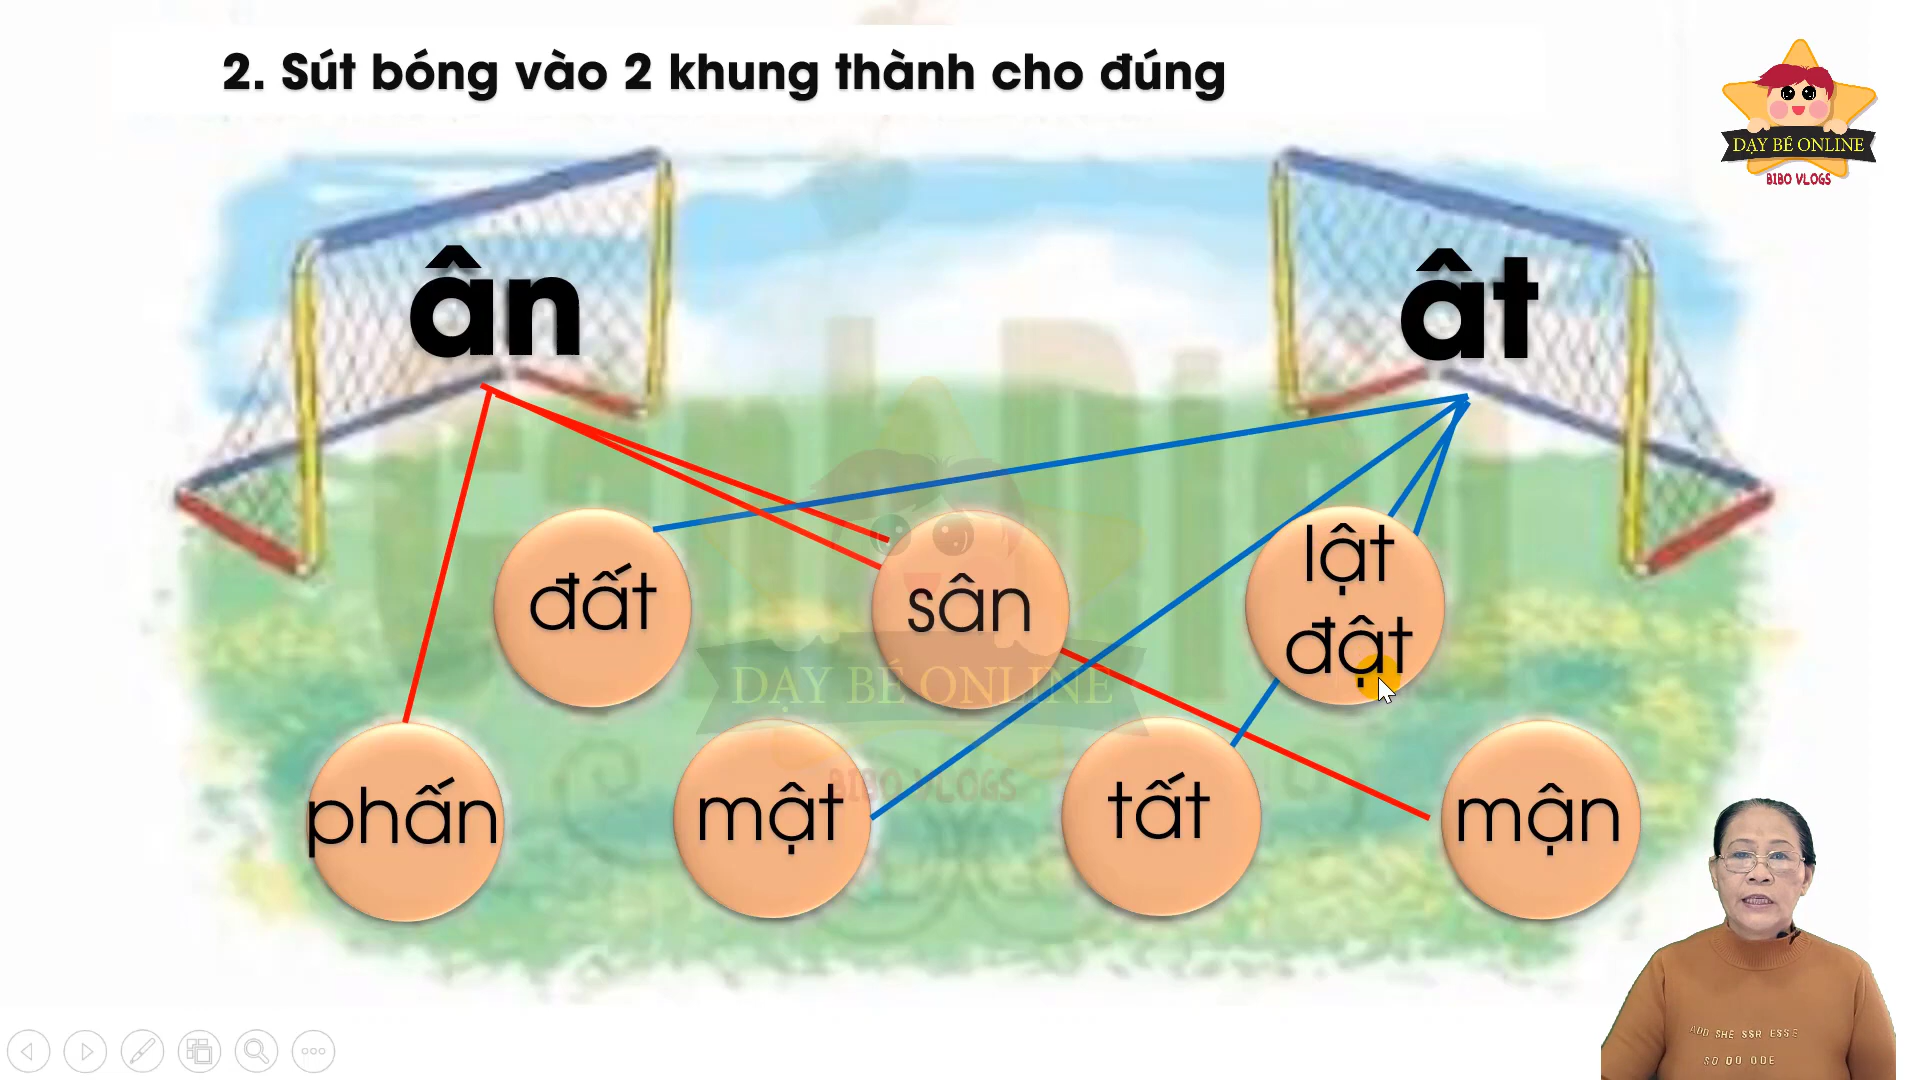 2. Sút bóng vào 2 khung thành cho đúng
DẠY BÉ ONLINE
BIBO VLOGS
ân
ât
đất
sân
lật
đật
DẠY BÉ ONLINE
phấn
mật
tất
mận
BIBO VLOGS